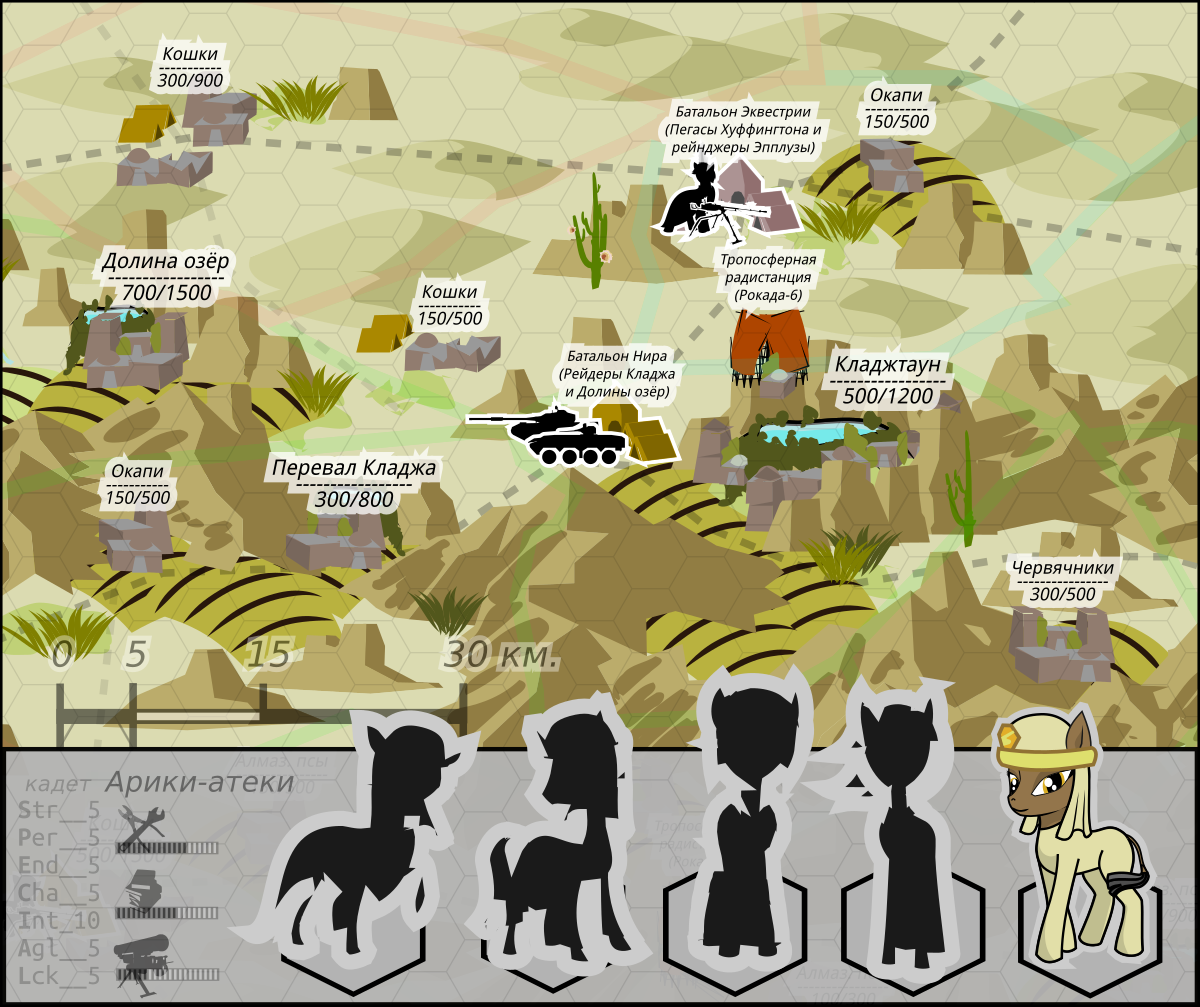 Кошки
-----------
300/900
Батальон Эквестрии
(Пегасы Хуффингтона и
рейнджеры Эпплузы)
Окапи
-----------
150/500
Долина озёр
----------------
700/1500
Кошки
-----------
150/500
Тропосферная
радистанция
(Рокада-6)
Батальон Нира
(Рейдеры Кладжа
и Долины озёр)
Кладжтаун
----------------
500/1200
Окапи
-----------
150/500
Перевал Кладжа
----------------
300/800
Червячники
----------------
300/500
0 5 15 30 км.
Алмаз. псы
кадет Арики-атеки
Str__5
Per__5
End__5
Cha__5
Int_10
Agl__5
Lck__5